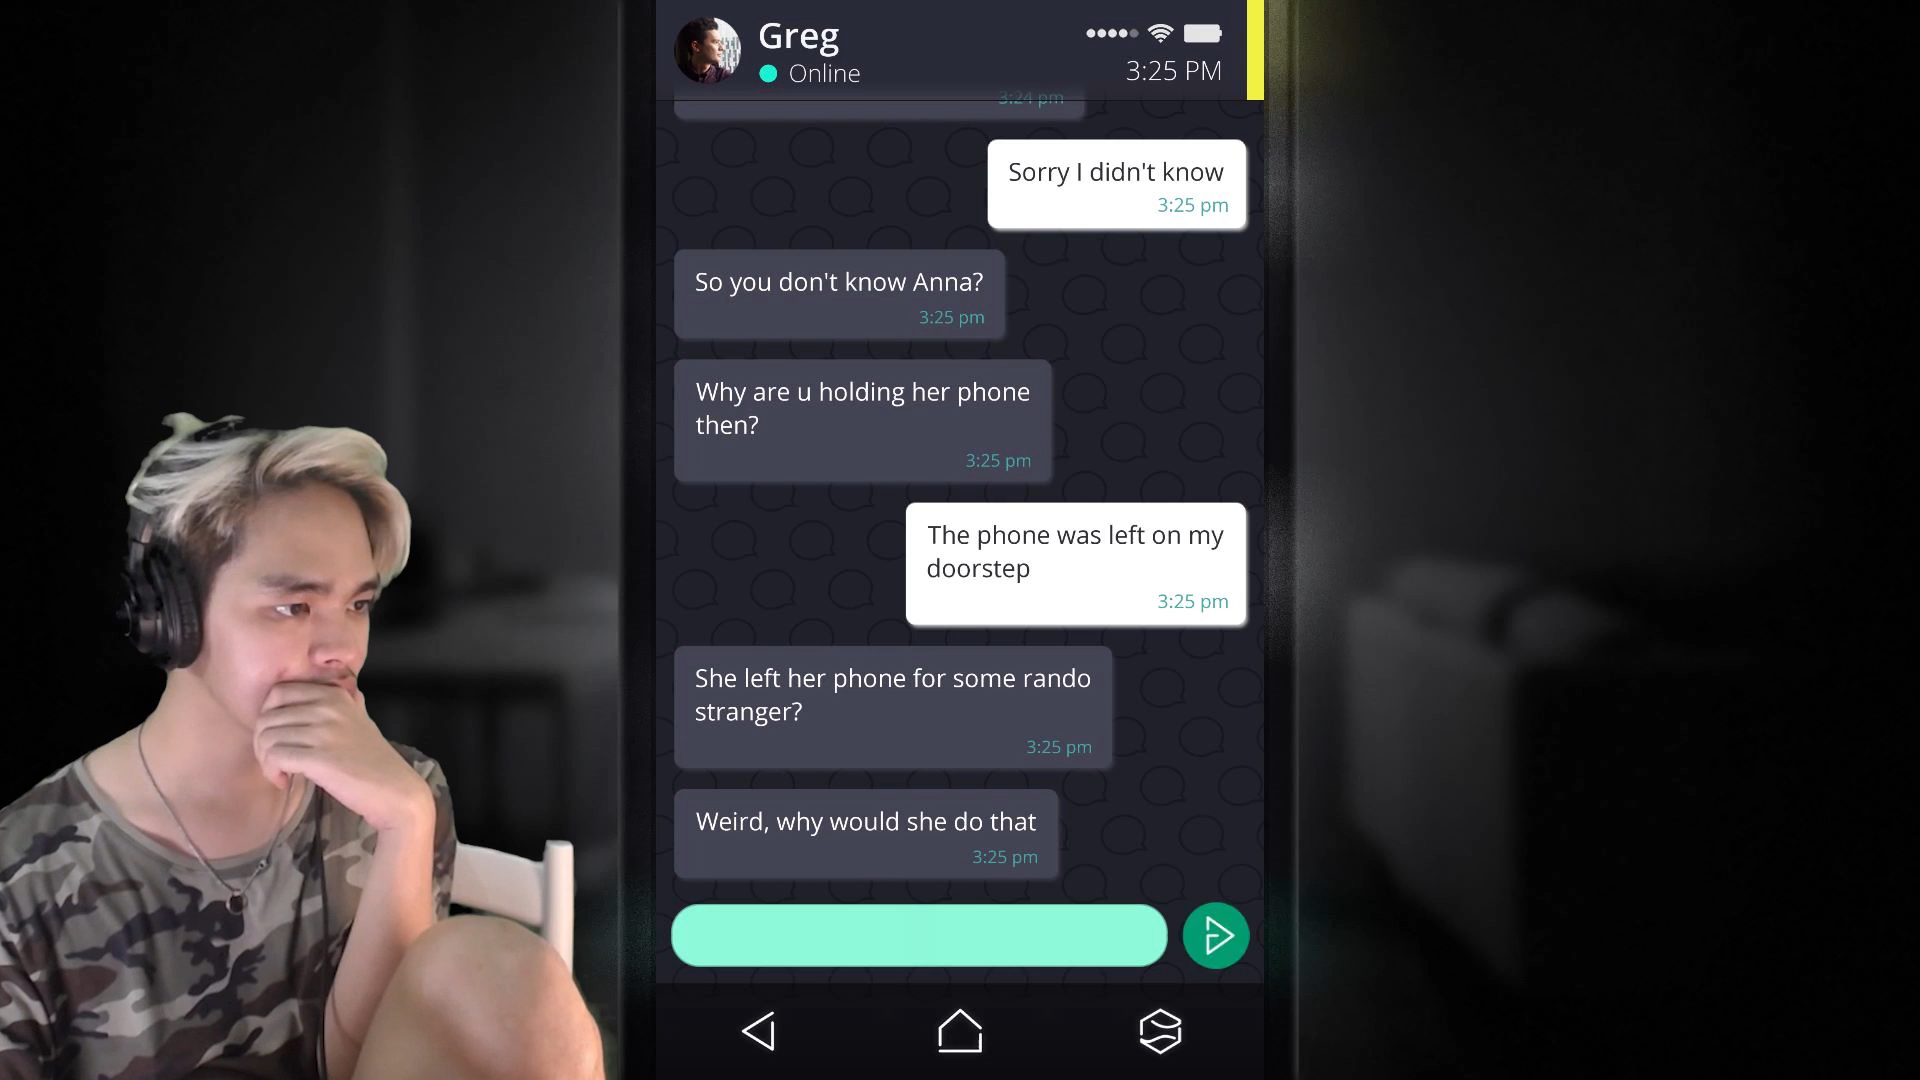 Greg
Online
3:25 PM
3:24 pm
Sorry I didn't know
3:25 pm
So you don't know Anna?
3:25 pm
Why are u holding her phone
then?
3:25 pm
The phone was left on my
doorstep
3:25 pm
She left her phone for some rando
stranger?
3:25 pm
Weird, why would she do that
3:25 pm